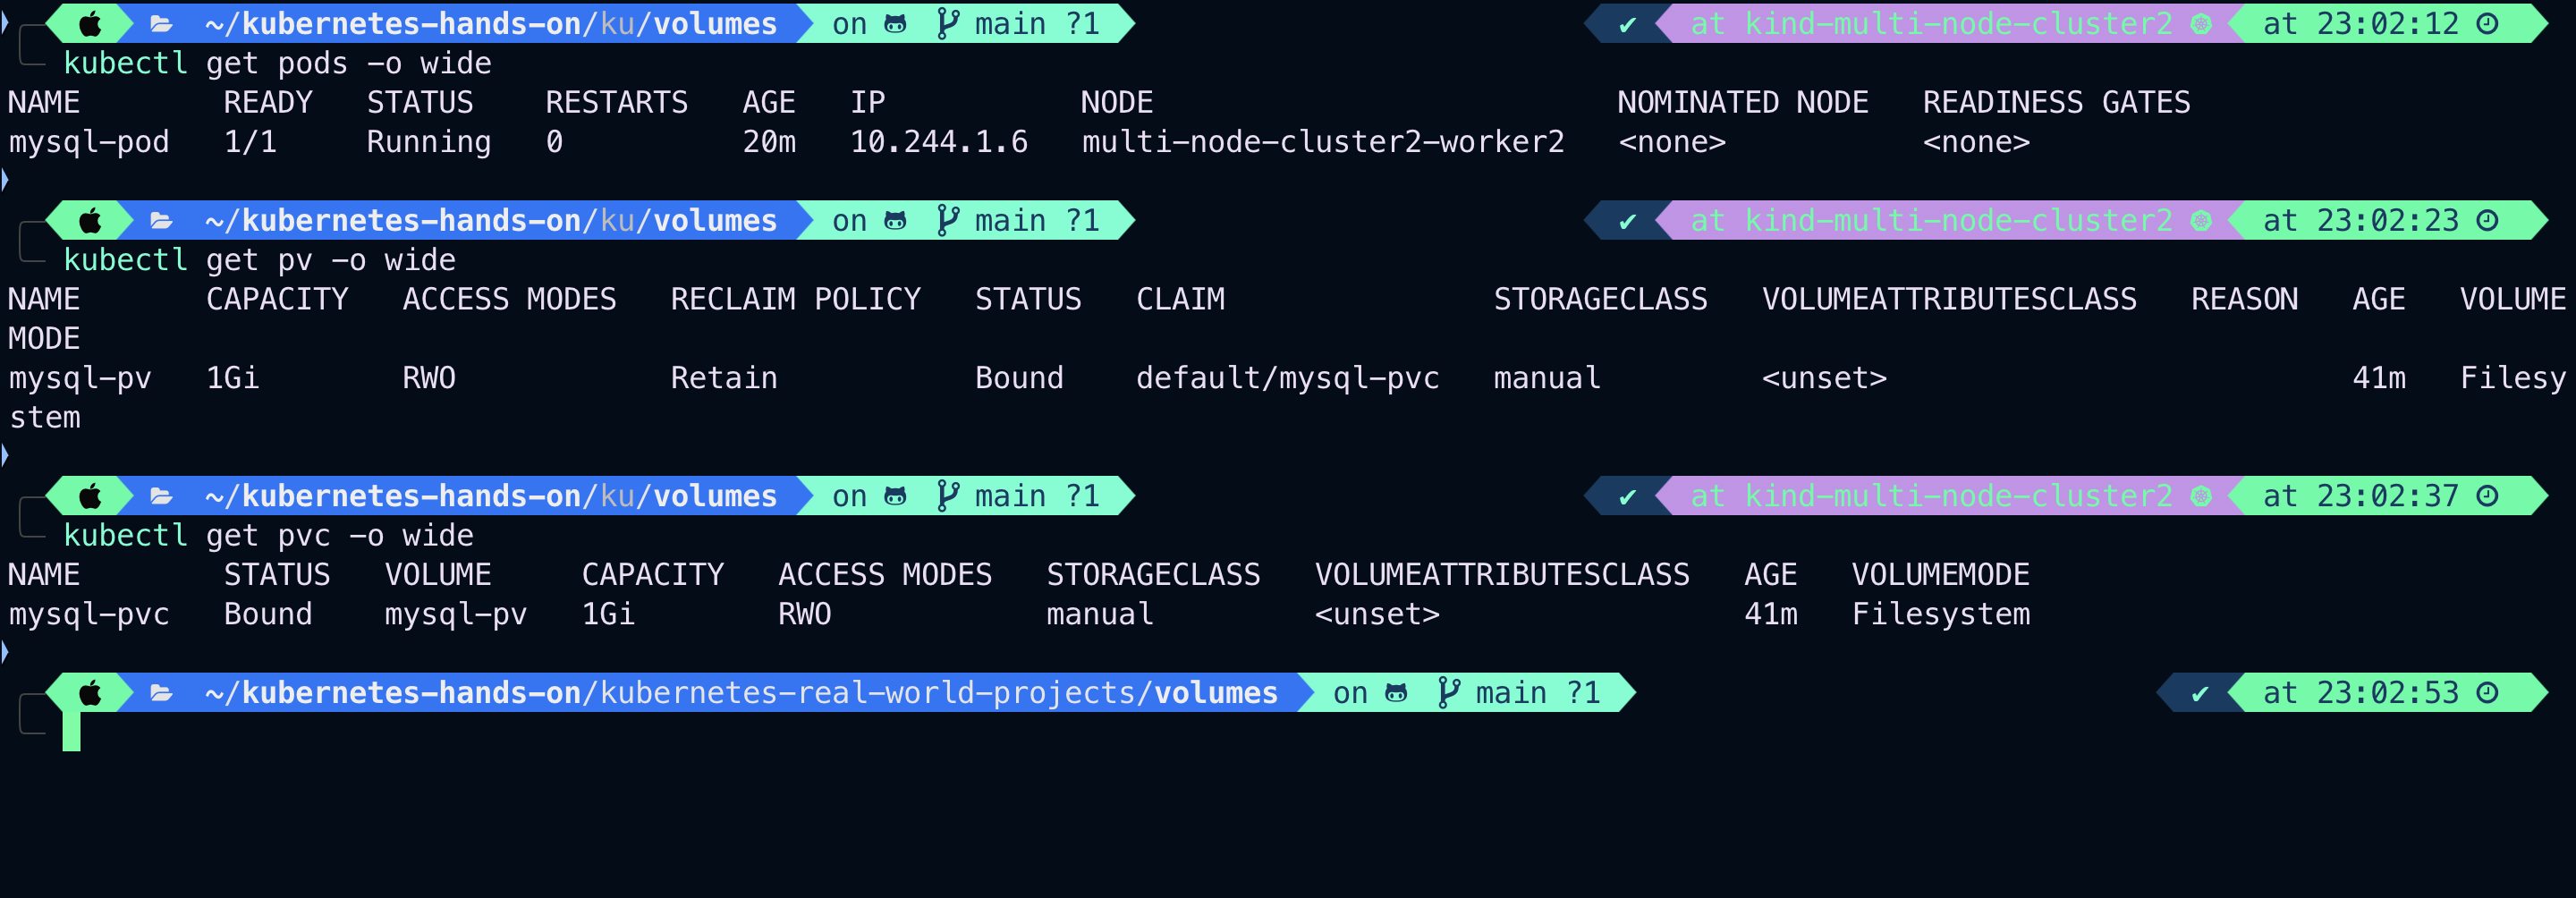 ~/kubernetes-hands-on/ku/volumes on main ?1 ✔ at kind-multi-node-cluster2 at 23:02:12
kubectl get pods -o wide
NAME READY STATUS RESTARTS AGE IP NODE NOMINATED NODE READINESS GATES
mysql-pod 1/1 Running 0 20m 10.244.1.6 multi-node-cluster2-worker2 <none> <none>
~/kubernetes-hands-on/ku/volumes on main ?1 ✔ at kind-multi-node-cluster2 at 23:02:23
kubectl get pv -o wide
NAME CAPACITY ACCESS MODES RECLAIM POLICY STATUS CLAIM STORAGECLASS VOLUMEATTRIBUTESCLASS REASON AGE VOLUME
MODE
mysql-pv 1Gi RWO Retain Bound default/mysql-pvc manual <unset> 41m Filesy
stem
~/kubernetes-hands-on/ku/volumes on main ?1 ✔ at kind-multi-node-cluster2 at 23:02:37
kubectl get pvc -o wide
NAME STATUS VOLUME CAPACITY ACCESS MODES STORAGECLASS VOLUMEATTRIBUTESCLASS AGE VOLUMEMODE
mysql-pvc Bound mysql-pv 1Gi RWO manual <unset> 41m Filesystem
~/kubernetes-hands-on/kubernetes-real-world-projects/volumes on main ?1 ✔ at 23:02:53